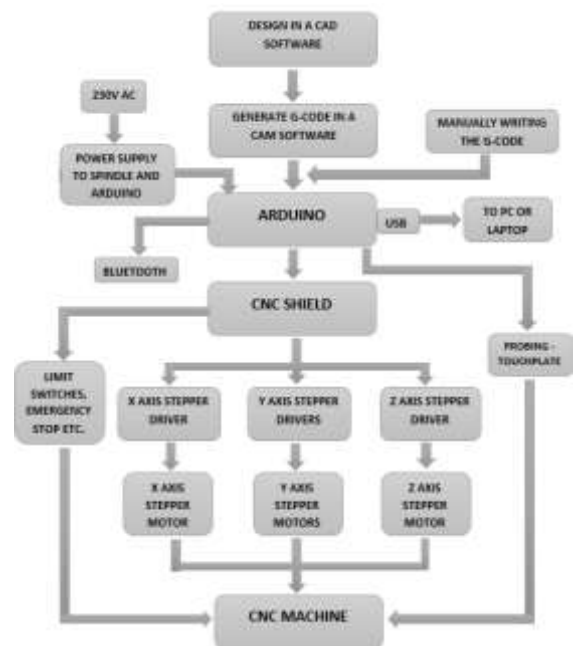 DESIGN IN A CAD
SOFTWARE
230V AC
GENERATE G-CODE IN A
CAM SOFTWARE
MANUALLY WRITING
THE G-CODE
POWER SUPPLY
TO SPINDLE AND
ARDUINO
ARDUINO
USB
TO PC OR
LAPTOP
BLUETOOTH
CNC SHIELD
PROBING -
TOUCHPLATE
LIMIT
SWITCHES,
EMERGENCY
STOP ETC.
X AXIS STEPPER
DRIVER
Y AXIS STEPPER
DRIVERS
Z AXIS STEPPER
DRIVER
X AXIS
STEPPER
MOTOR
Y AXIS
STEPPER
MOTORS
Z AXIS
STEPPER
MOTOR
CNC MACHINE